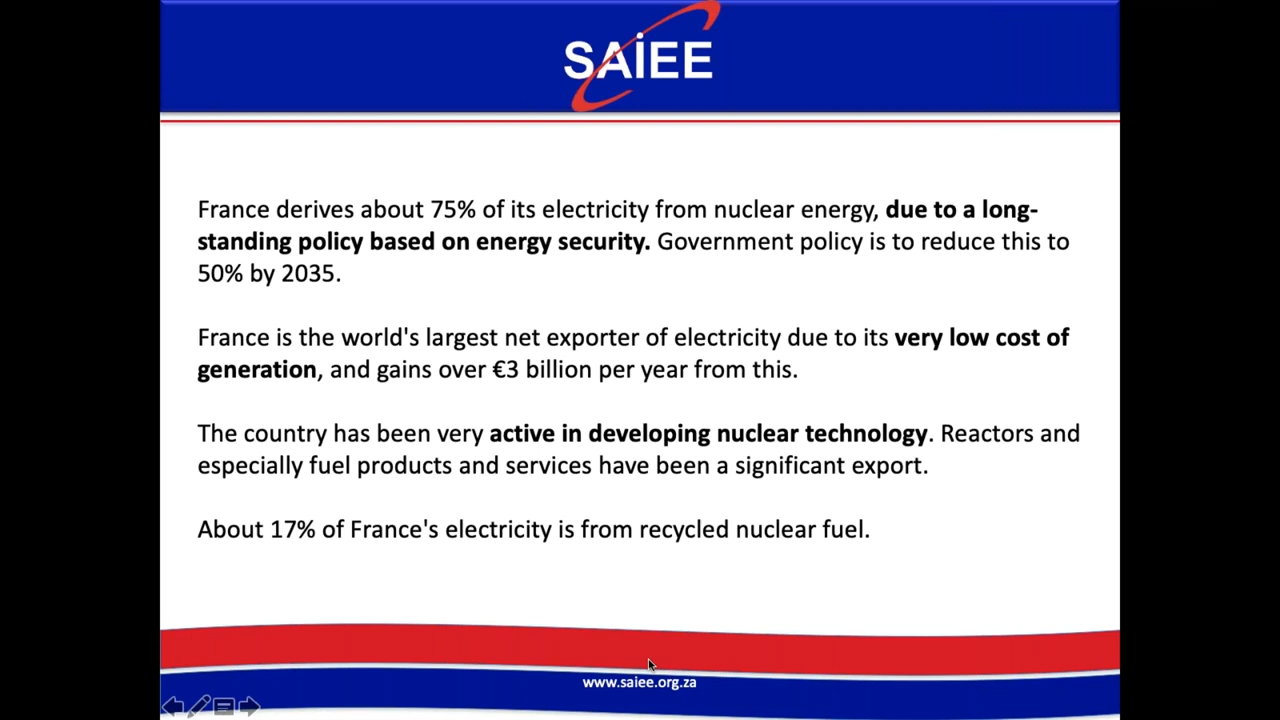 SAiEE
France derives about 75% of its electricity from nuclear energy, due to a long-
standing policy based on energy security. Government policy is to reduce this to
50% by 2035.
France is the world's largest net exporter of electricity due to its very low cost of
generation, and gains over €3 billion per year from this.
The country has been very active in developing nuclear technology. Reactors and
especially fuel products and services have been a significant export.
About 17% of France's electricity is from recycled nuclear fuel.
www.saiee.org.za